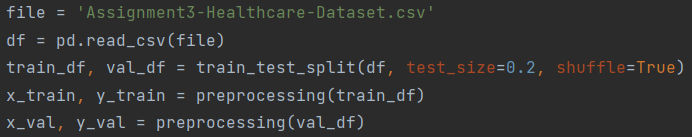 file = 'Assignment3-Healthcare-Dataset.csv'
df = pd.read_csv(file)
train_df, val_df = train_test_split(df, test_size=0.2, shuffle=True)
x_train, y_train = preprocessing(train_df)
x_val, y_val = preprocessing(val_df)